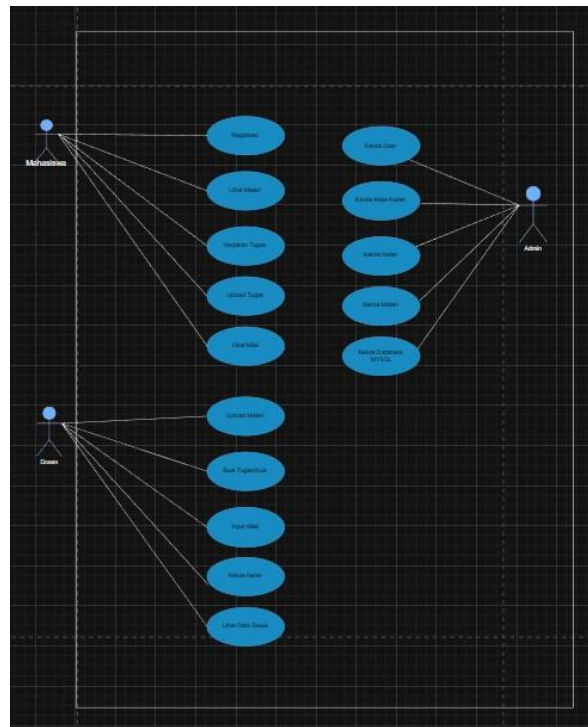 Registrasi
Kelola User
Mahasiswa
Lihat Materi
Kelola Mata Kuliah
Admin
Kerjakan Tugas
Kelola Kelas
Upload Tugas
Kelola Materi
Lihat Nilai
Kelola Database
MYSQL
Dosen
Upload Materi
Buat Tugas/Kuis
Input Nilai
Kelola Kelas
Lihat Data Siswa